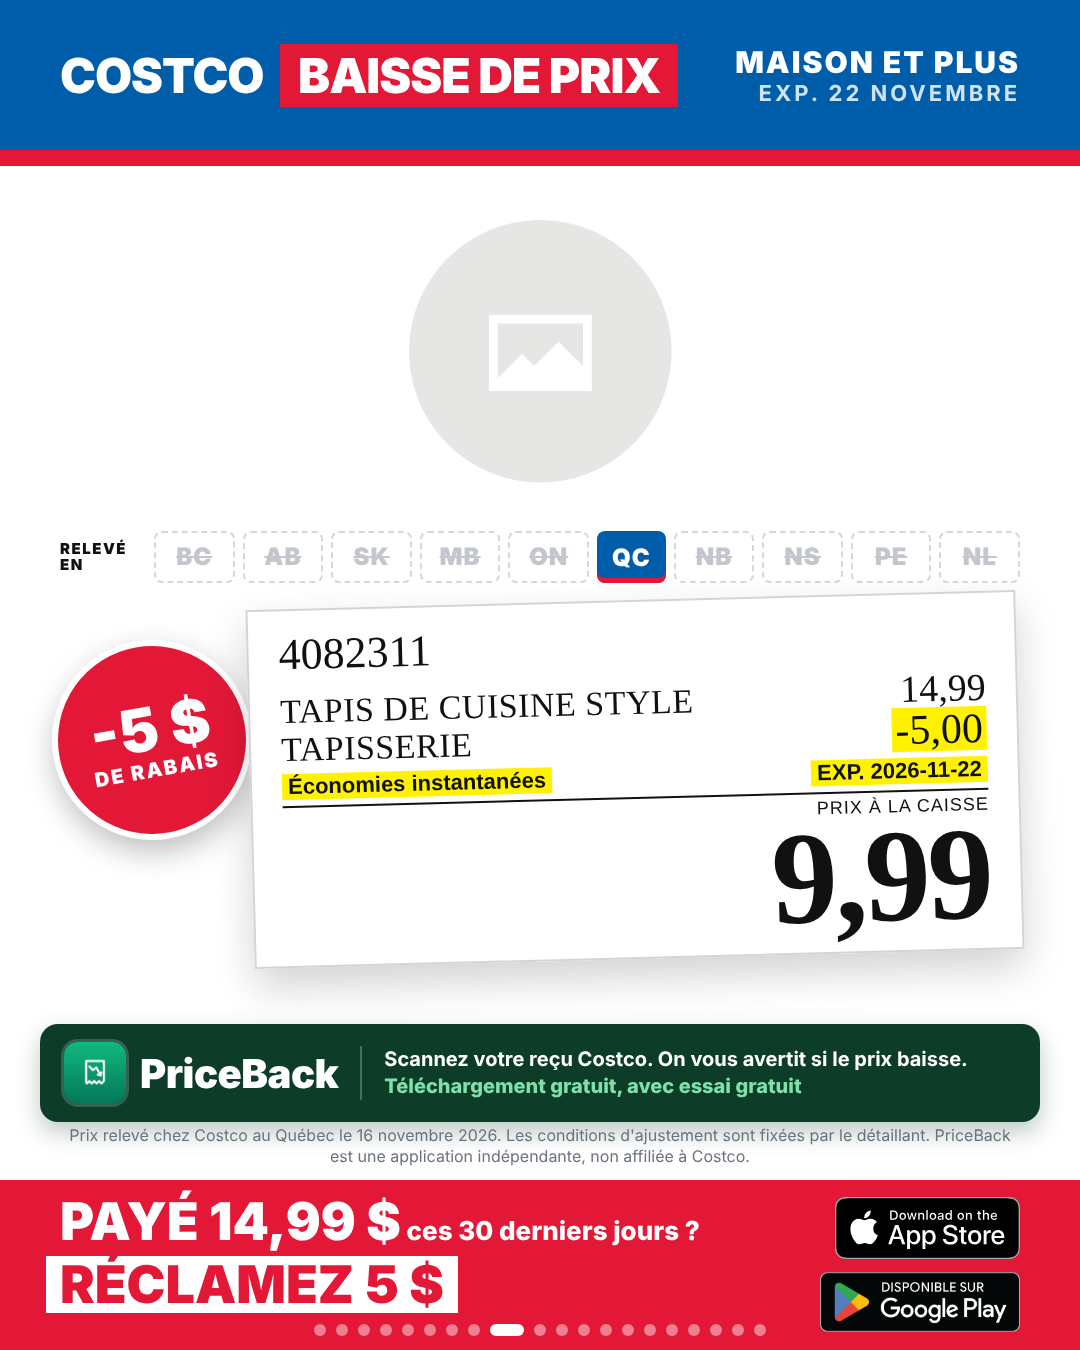 COSTCO BAISSE DE PRIX
MAISON ET PLUS
EXP. 22 NOVEMBRE
RELEVÉ EN
BC AB SK MB ON QC NB NS PE NL
-5 $
DE RABAIS
4082311
TAPIS DE CUISINE STYLE
TAPISSERIE
Économies instantanées
14,99
-5,00
EXP. 2026-11-22
PRIX À LA CAISSE
9,99
PriceBack
Scannez votre reçu Costco. On vous avertit si le prix baisse.
Téléchargement gratuit, avec essai gratuit
Prix relevé chez Costco au Québec le 16 novembre 2026. Les conditions d'ajustement sont fixées par le détaillant. PriceBack
est une application indépendante, non affiliée à Costco.
PAYÉ 14,99 $ ces 30 derniers jours ?
RÉCLAMEZ 5 $
Download on the
App Store
DISPONIBLE SUR
Google Play